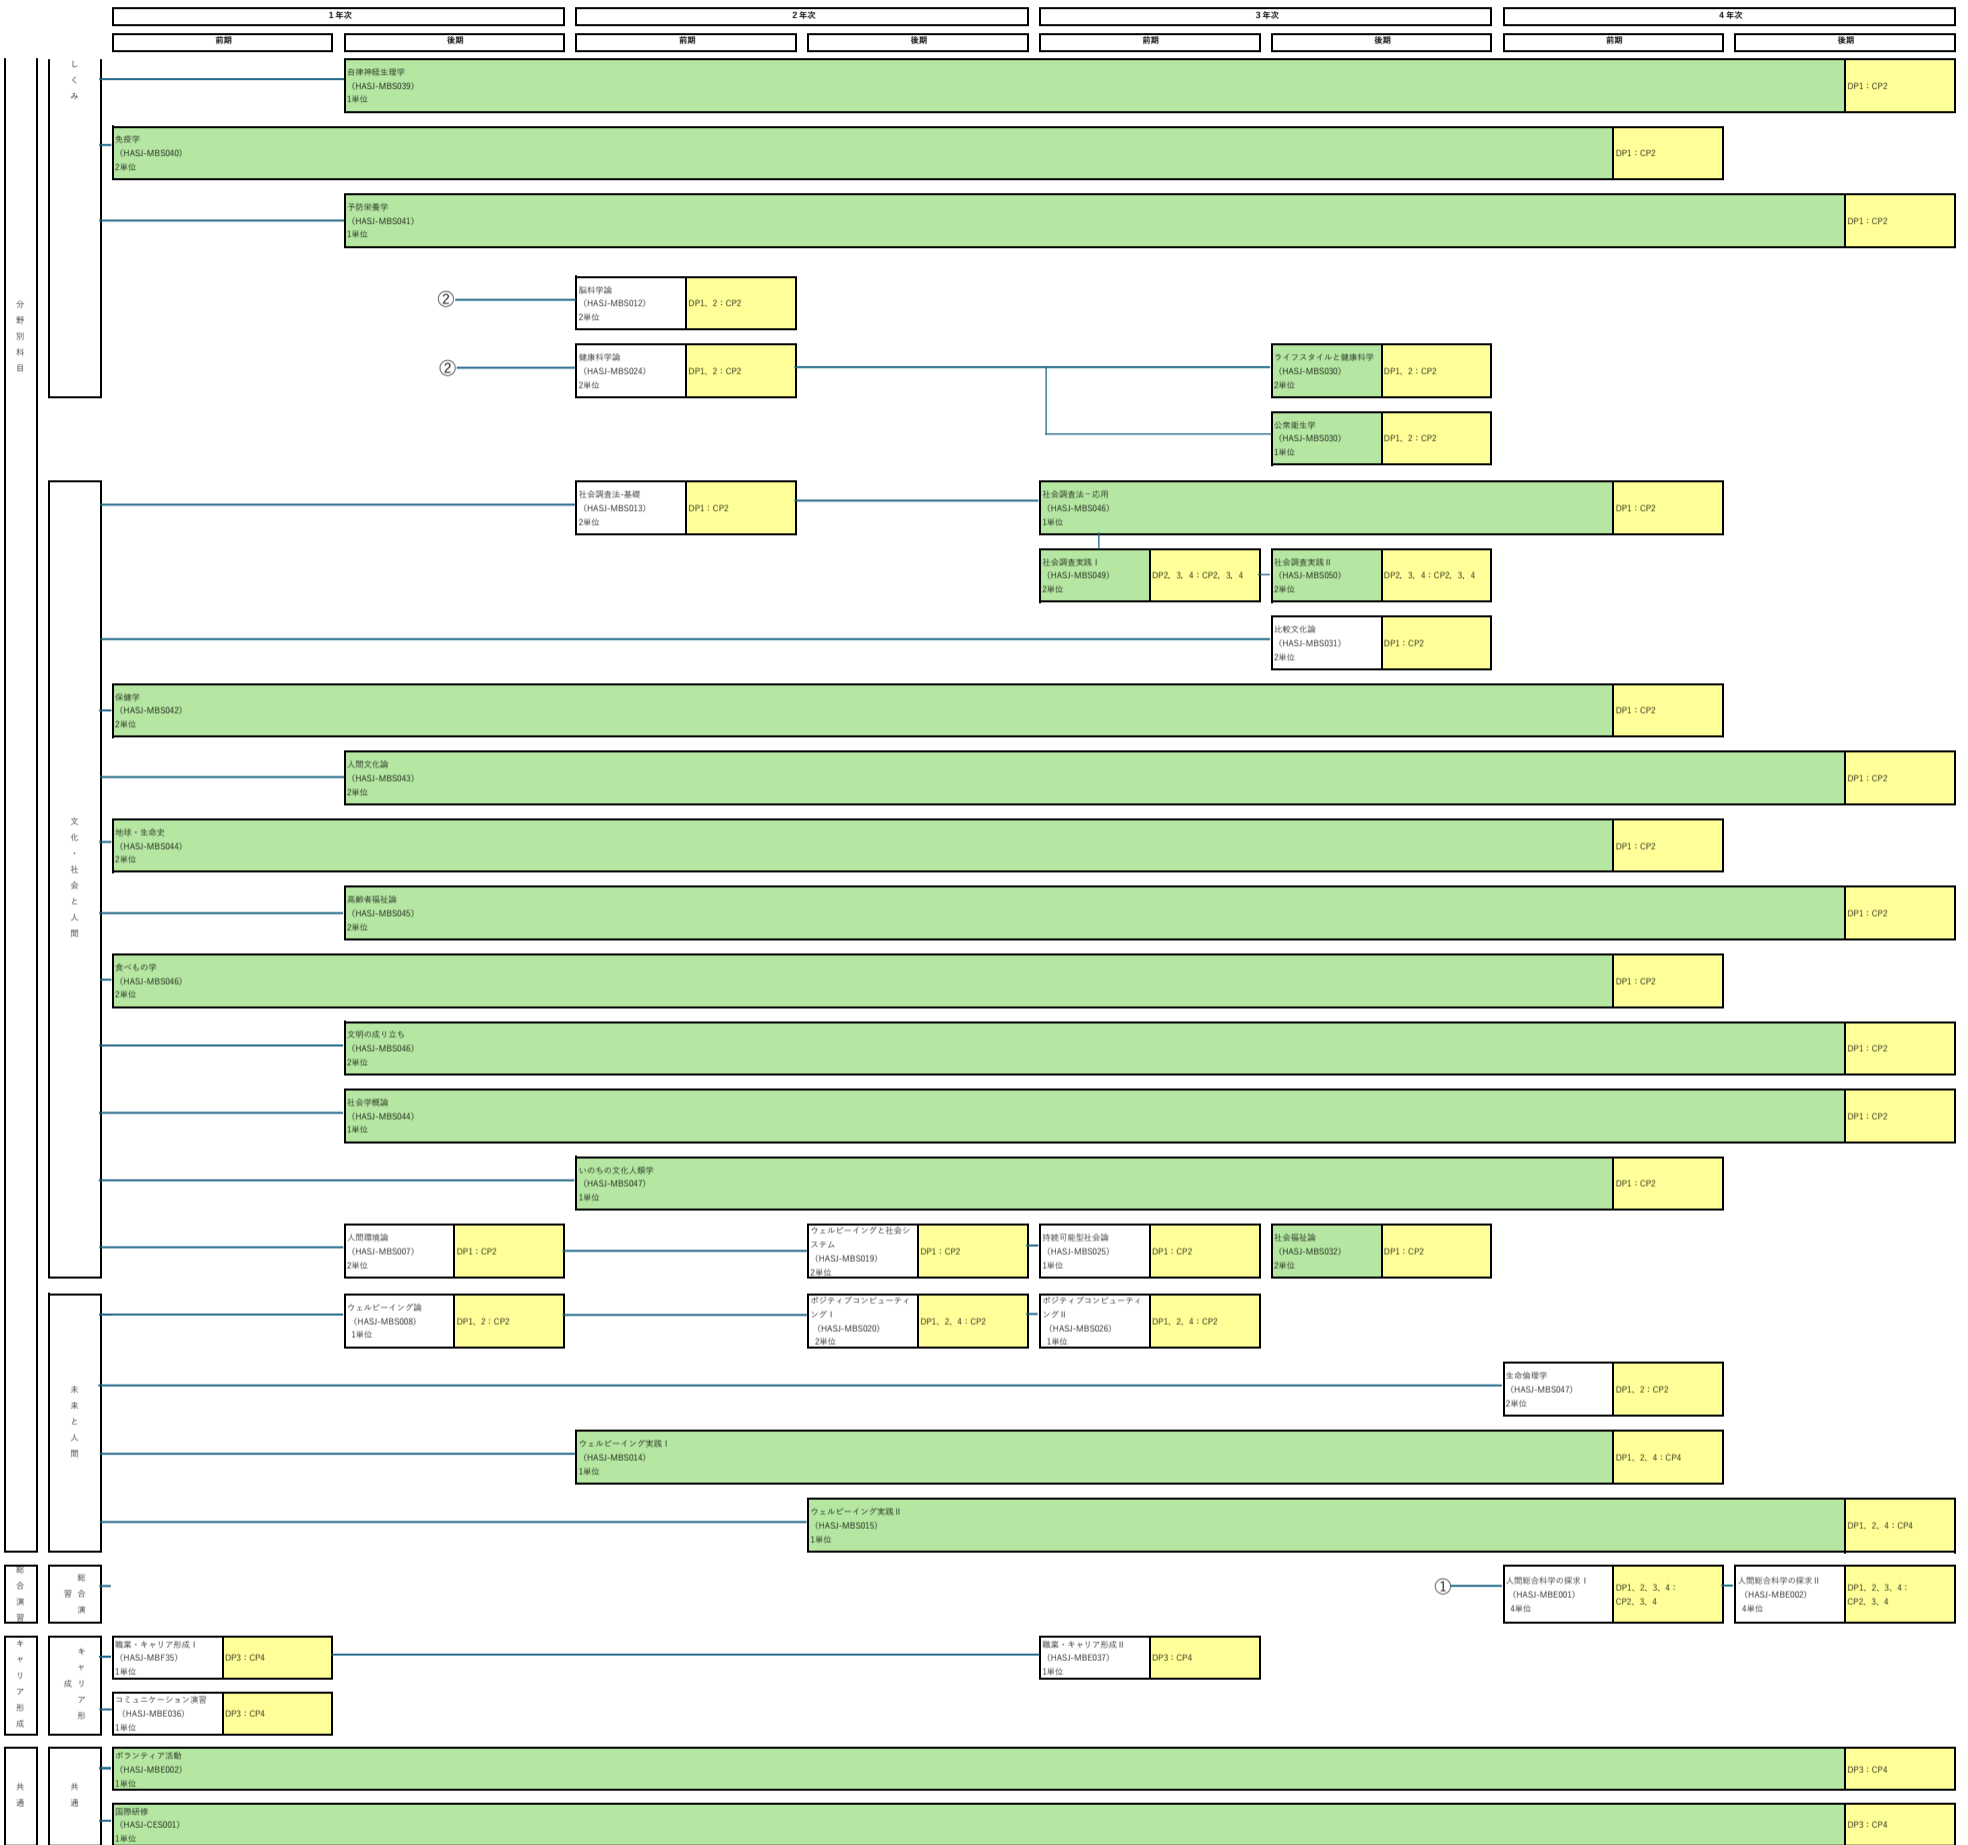 1年次
2年次
3年次
4年次
前期
後期
前期
後期
前期
後期
前期
後期
分野別科目
しくみ
自律神経生理学
（HASJ-MBS039）
1単位
DP1：CP2
免疫学
（HASJ-MBS040）
2単位
DP1：CP2
予防栄養学
（HASJ-MBS041）
1単位
DP1：CP2
②
脳科学論
（HASJ-MBS012）
2単位
DP1、2：CP2
②
健康科学論
（HASJ-MBS024）
2単位
DP1、2：CP2
ライフスタイルと健康科学
（HASJ-MBS030）
2単位
DP1、2：CP2
公衆衛生学
（HASJ-MBS030）
1単位
DP1、2：CP2
文化・社会と人間
社会調査法-基礎
（HASJ-MBS013）
2単位
DP1：CP2
社会調査法－応用
（HASJ-MBS046）
1単位
DP1：CP2
社会調査実践Ⅰ
（HASJ-MBS049）
2単位
DP2，3，4：CP2，3，4
社会調査実践Ⅱ
（HASJ-MBS050）
2単位
DP2，3，4：CP2，3，4
比較文化論
（HASJ-MBS031）
2単位
DP1：CP2
保健学
（HASJ-MBS042）
2単位
DP1：CP2
人間文化論
（HASJ-MBS043）
2単位
DP1：CP2
地球・生命史
（HASJ-MBS044）
2単位
DP1：CP2
高齢者福祉論
（HASJ-MBS045）
2単位
DP1：CP2
食べもの学
（HASJ-MBS046）
2単位
DP1：CP2
文明の成り立ち
（HASJ-MBS046）
2単位
DP1：CP2
社会学概論
（HASJ-MBS044）
1単位
DP1：CP2
いのちの文化人類学
（HASJ-MBS047）
1単位
DP1：CP2
人間環境論
（HASJ-MBS007）
2単位
DP1：CP2
ウェルビーイングと社会シ
ステム
（HASJ-MBS019）
2単位
DP1：CP2
持続可能型社会論
（HASJ-MBS025）
1単位
DP1：CP2
社会福祉論
（HASJ-MBS032）
2単位
DP1：CP2
未来と人間
ウェルビーイング論
（HASJ-MBS008）
1単位
DP1、2：CP2
ポジティブコンピューティ
ングⅠ
（HASJ-MBS020）
2単位
DP1、2、4：CP2
ポジティブコンピューティ
ングⅡ
（HASJ-MBS026）
1単位
DP1、2、4：CP2
生命倫理学
（HASJ-MBS047）
2単位
DP1、2：CP2
ウェルビーイング実践Ⅰ
（HASJ-MBS014）
1単位
DP1、2、4：CP4
ウェルビーイング実践Ⅱ
（HASJ-MBS015）
1単位
DP1、2、4：CP4
総合演習
総合演
習
①
人間総合科学の探求Ⅰ
（HASJ-MBE001）
4単位
DP1、2、3、4：
CP2、3、4
人間総合科学の探求Ⅱ
（HASJ-MBE002）
4単位
DP1、2、3、4：
CP2、3、4
キャリア形成
キャリア形
成
職業・キャリア形成Ⅰ
（HASJ-MBF35）
1単位
DP3：CP4
職業・キャリア形成Ⅱ
（HASJ-MBE037）
1単位
DP3：CP4
コミュニケーション演習
（HASJ-MBE036）
1単位
DP3：CP4
共通
共通
ボランティア活動
（HASJ-MBE002）
1単位
DP3：CP4
国際研修
（HASJ-CES001）
1単位
DP3：CP4